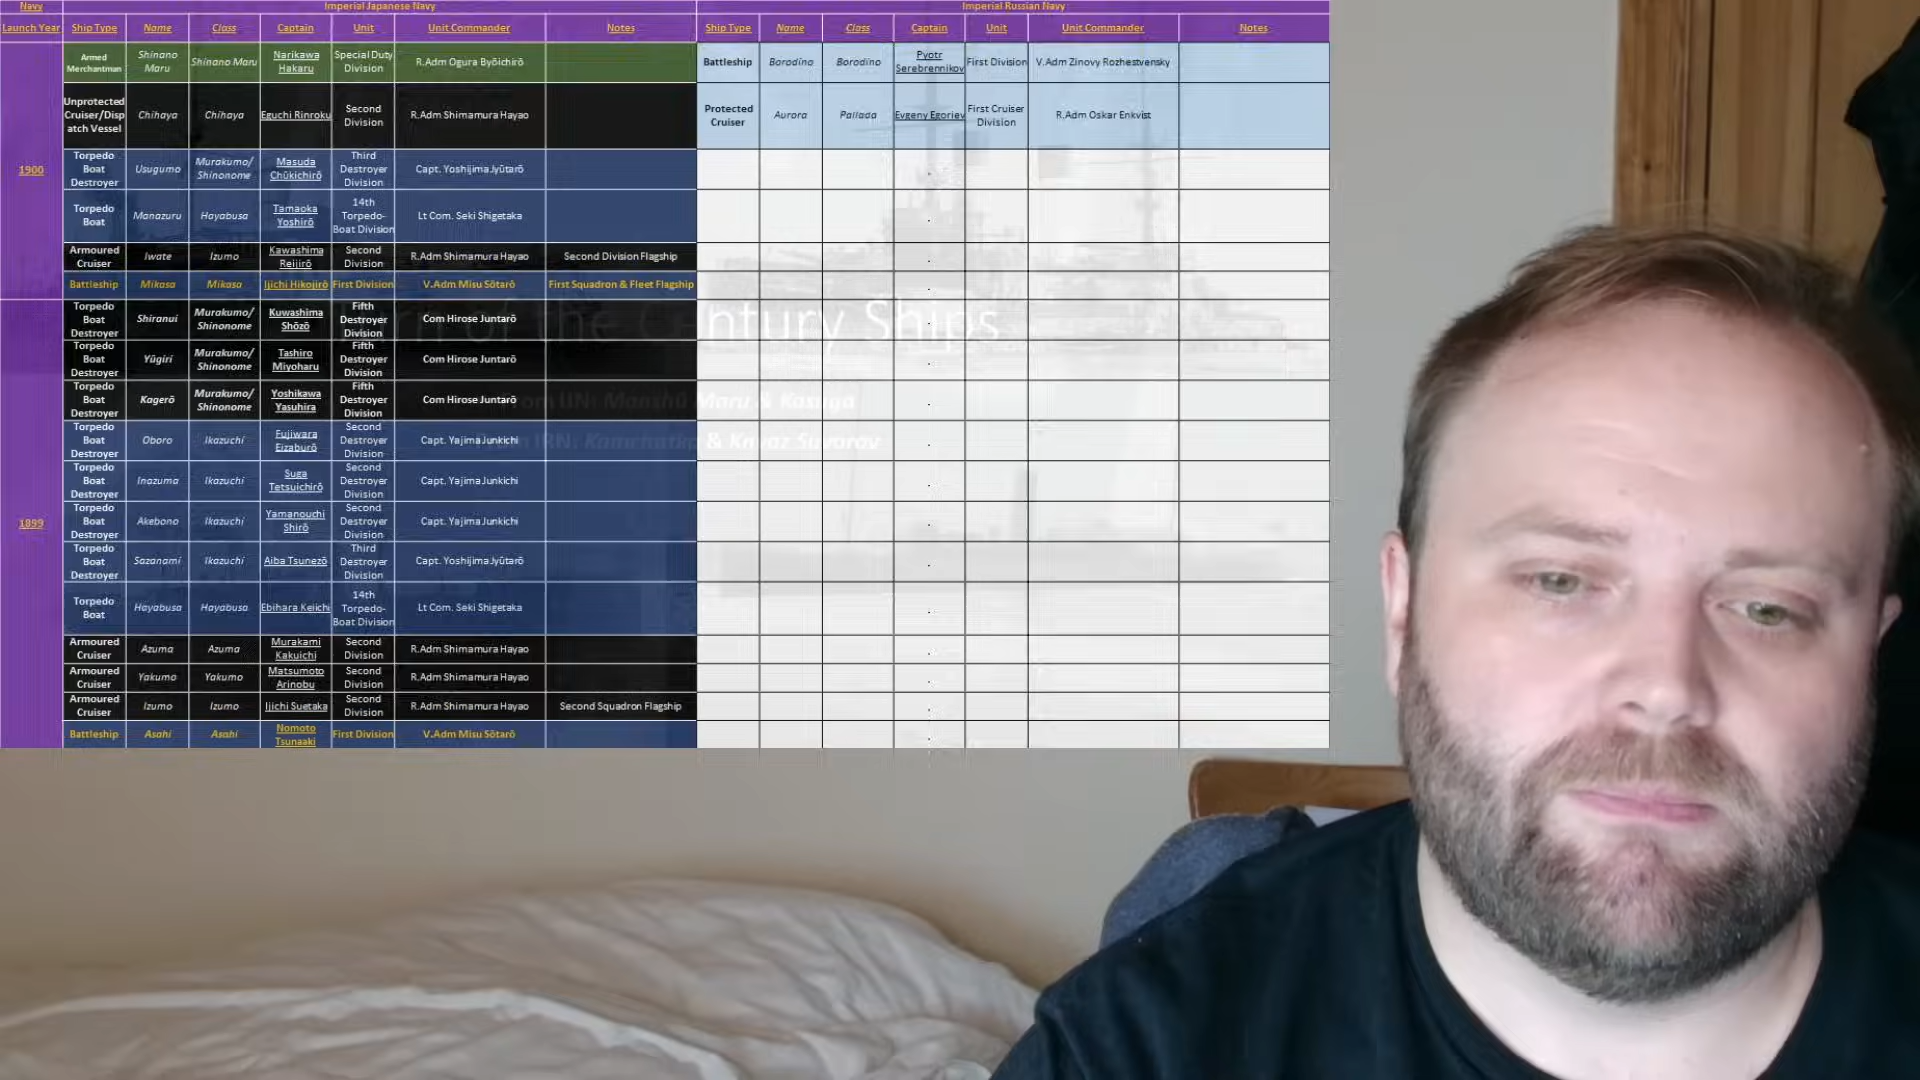 Navy Imperial Japanese Navy Imperial Russian Navy
Launch Year Ship Type Name Class Captain Unit Unit Commander Notes Ship Type Name Class Captain Unit Unit Commander Notes
1900
Armed Merchantman Shinano Maru Shinano Maru Narikawa Hakaru Special Duty Division R.Adm Ogura Byōichirō Battleship Borodino Borodino Pyotr Serebrennikov First Division V.Adm Zinovy Rozhestvensky
Unprotected Cruiser/Dispatch Vessel Chihaya Chihaya Eguchi Rinroku Second Division R.Adm Shimamura Hayao Protected Cruiser Aurora Pallada Evgeny Egoriev First Cruiser Division R.Adm Oskar Enkvist
Torpedo Boat Destroyer Usugumo Murakumo/Shinonome Masuda Chūkichirō Third Destroyer Division Capt. Yoshijima Jyūtarō
Torpedo Boat Manazuru Hayabusa Tamaoka Yoshirō 14th Torpedo-Boat Division Lt Com. Seki Shigetaka
Armoured Cruiser Iwate Izumo Kawashima Reijirō Second Division R.Adm Shimamura Hayao Second Division Flagship
Battleship Mikasa Mikasa Ijichi Hikojirō First Division V.Adm Misu Sōtarō First Squadron & Fleet Flagship
1899
Torpedo Boat Destroyer Shiranui Murakumo/Shinonome Kuwashima Shōzō Fifth Destroyer Division Com Hirose Juntarō
Torpedo Boat Destroyer Yūgiri Murakumo/Shinonome Tashiro Miyoharu Fifth Destroyer Division Com Hirose Juntarō
Torpedo Boat Destroyer Kagerō Murakumo/Shinonome Yoshikawa Yasuhira Fifth Destroyer Division Com Hirose Juntarō
Torpedo Boat Destroyer Oboro Ikazuchi Fujiwara Eizaburō Second Destroyer Division Capt. Yajima Junkichi
Torpedo Boat Destroyer Inazuma Ikazuchi Suga Tetsuichirō Second Destroyer Division Capt. Yajima Junkichi
Torpedo Boat Destroyer Akebono Ikazuchi Yamanouchi Shirō Second Destroyer Division Capt. Yajima Junkichi
Torpedo Boat Destroyer Sazanami Ikazuchi Aiba Tsunezō Third Destroyer Division Capt. Yoshijima Jyūtarō
Torpedo Boat Hayabusa Hayabusa Ebihara Keiichi 14th Torpedo-Boat Division Lt Com. Seki Shigetaka
Armoured Cruiser Azuma Azuma Murakami Kakuichi Second Division R.Adm Shimamura Hayao
Armoured Cruiser Yakumo Yakumo Matsumoto Arinobu Second Division R.Adm Shimamura Hayao
Armoured Cruiser Izumo Izumo Ijichi Suetaka Second Division R.Adm Shimamura Hayao Second Squadron Flagship
Battleship Asahi Asahi Nomoto Tsunaaki First Division V.Adm Misu Sōtarō
of the Century Ships
From IJN: Manshū Maru & Kasuga
IRN: Kamchatka & Knyaz Suvorov